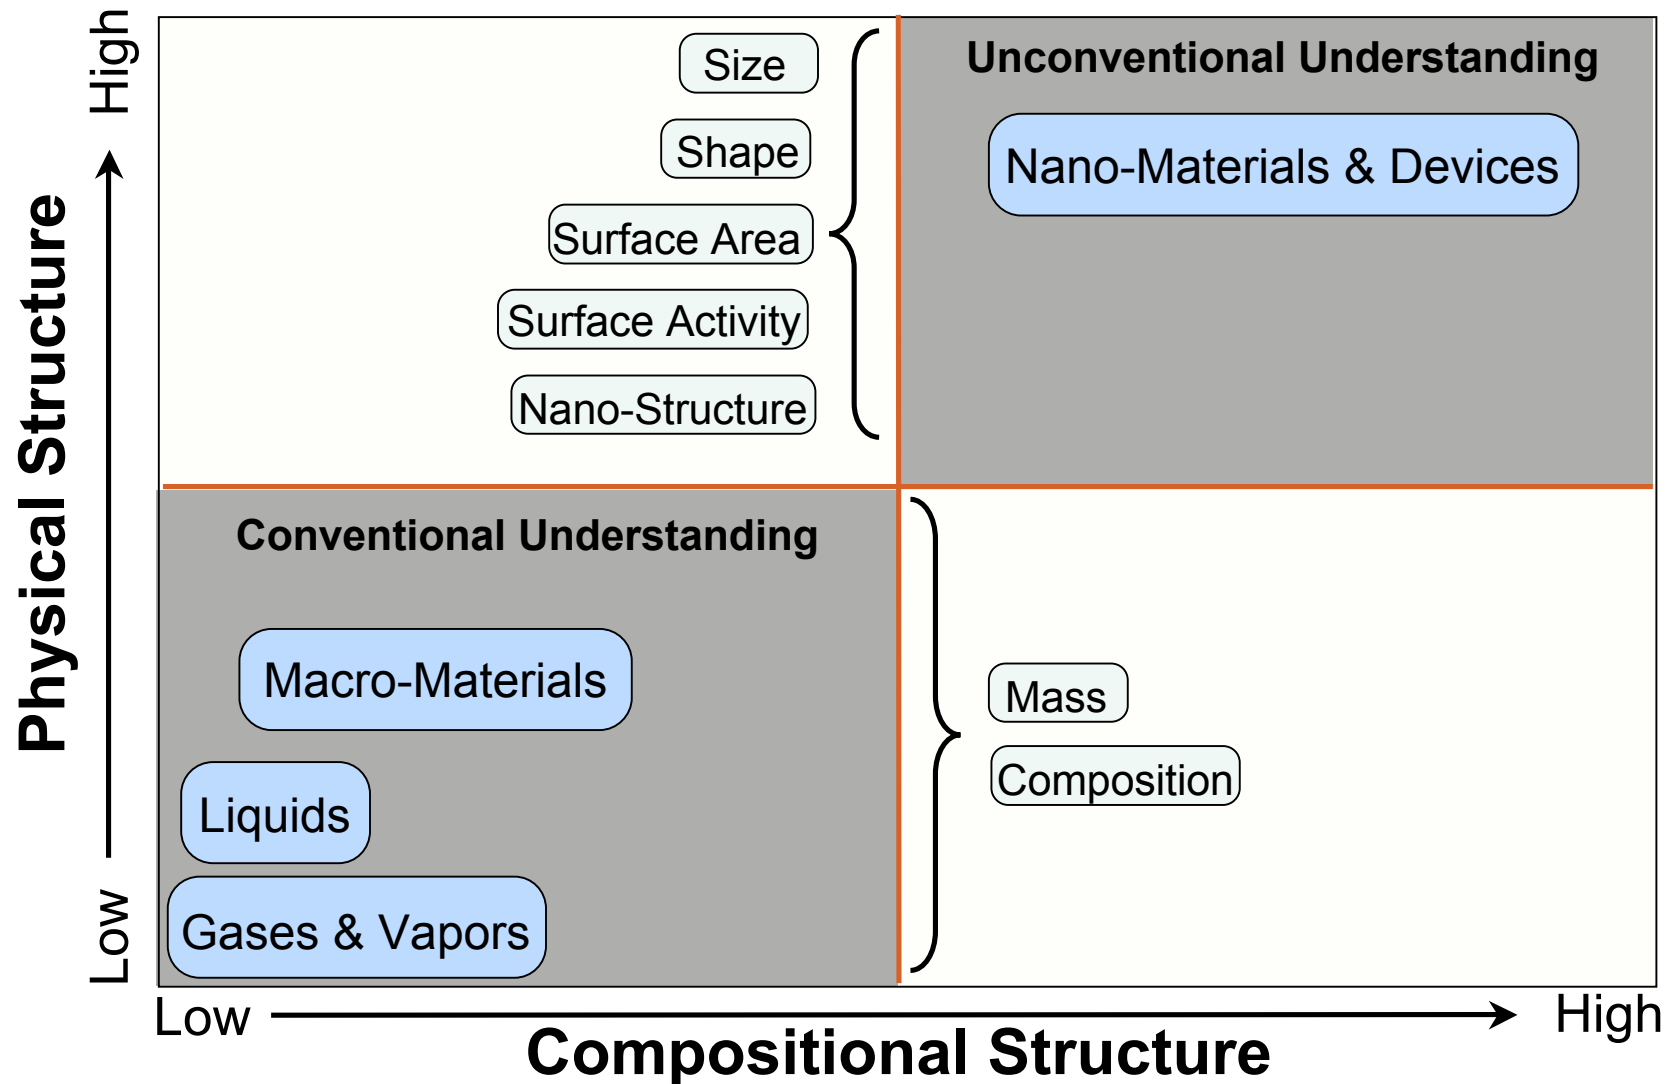 High
Size
Unconventional Understanding
Shape
Nano-Materials & Devices
Surface Area
Surface Activity
Nano-Structure
Physical Structure
Conventional Understanding
Macro-Materials
Mass
Composition
Liquids
Gases & Vapors
Low
Low
High
Compositional Structure